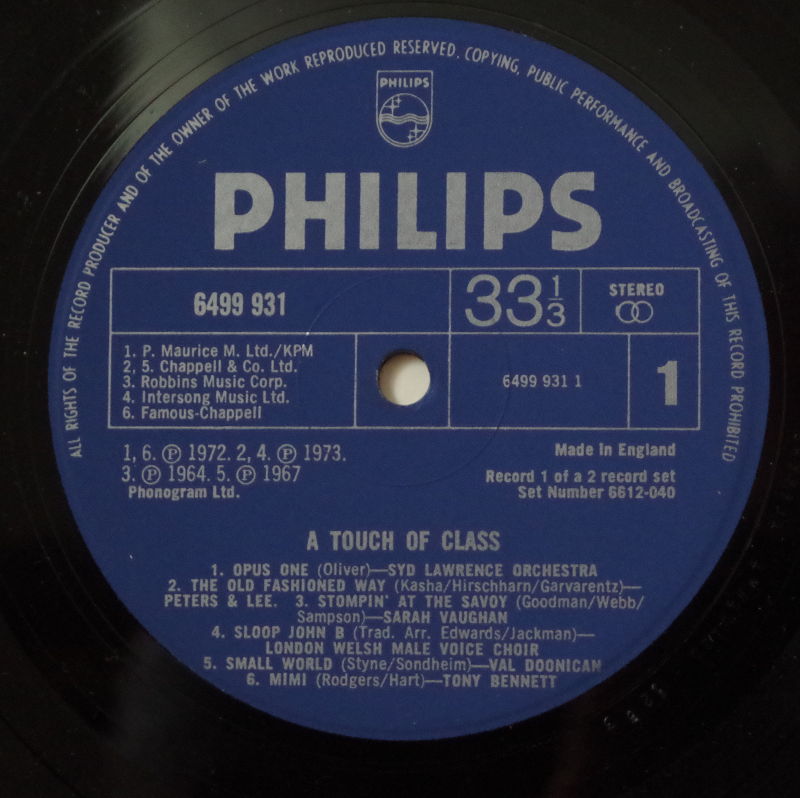 ALL RIGHTS OF THE RECORD PRODUCER AND OF THE OWNER OF THE WORK REPRODUCED RESERVED. COPYING, PUBLIC PERFORMANCE AND BROADCASTING OF THIS RECORD PROHIBITED
PHILIPS
PHILIPS
6499 931
33 1/3
STEREO
1. P. Maurice M. Ltd./KPM
2, 5. Chappell & Co. Ltd.
3. Robbins Music Corp.
4. Intersong Music Ltd.
6. Famous-Chappell
6499 931 1
1
1, 6. ℗ 1972. 2, 4. ℗ 1973.
3. ℗ 1964. 5. ℗ 1967
Phonogram Ltd.
Made in England
Record 1 of a 2 record set
Set Number 6612-040
A TOUCH OF CLASS
1. OPUS ONE (Oliver)—SYD LAWRENCE ORCHESTRA
2. THE OLD FASHIONED WAY (Kasha/Hirschharn/Garvarentz)—
PETERS & LEE. 3. STOMPIN' AT THE SAVOY (Goodman/Webb/
Sampson)—SARAH VAUGHAN
4. SLOOP JOHN B (Trad. Arr. Edwards/Jackman)—
LONDON WELSH MALE VOICE CHOIR
5. SMALL WORLD (Styne/Sondheim)—VAL DOONICAN
6. MIMI (Rodgers/Hart)—TONY BENNETT